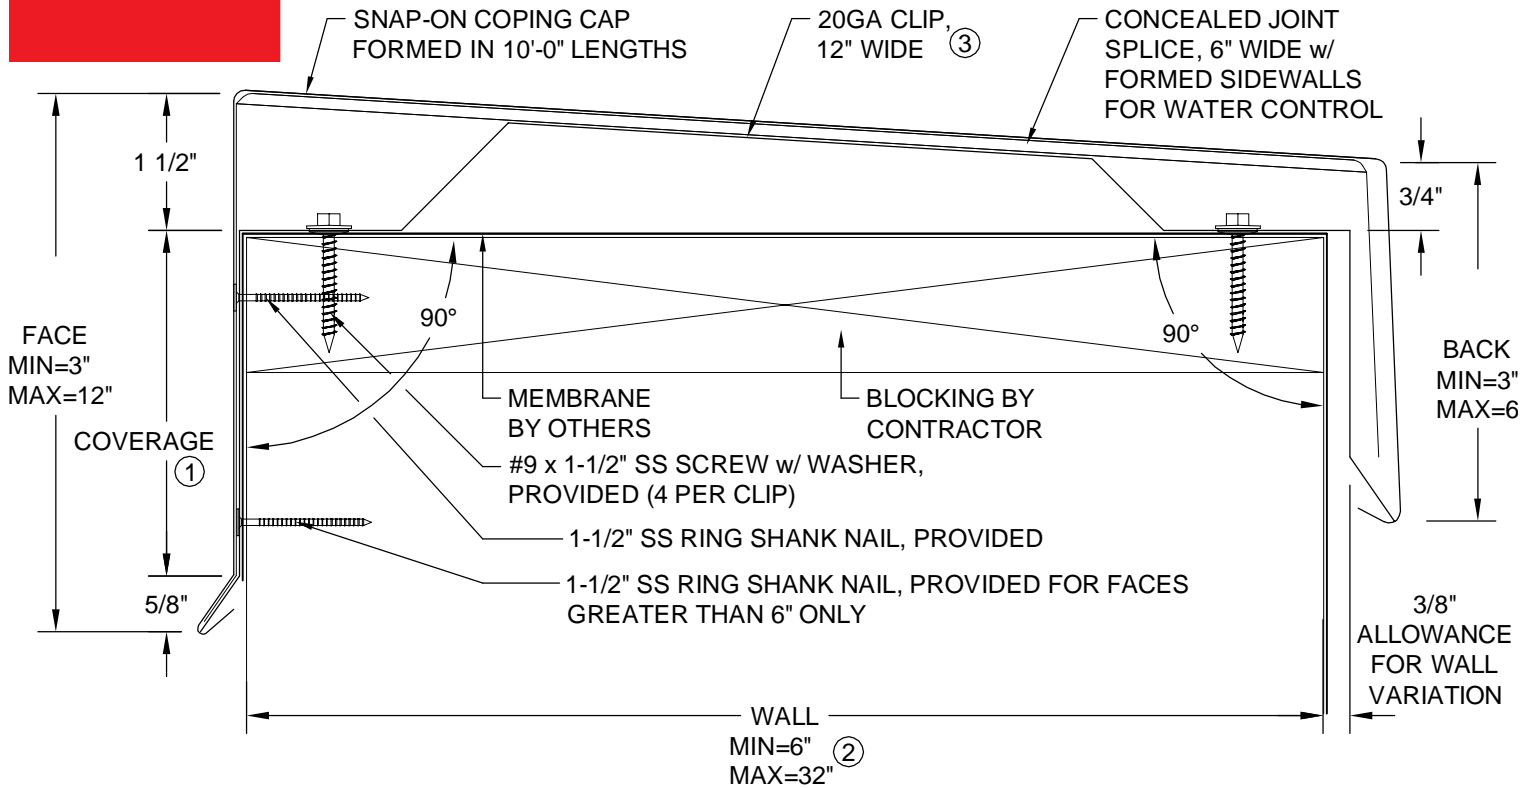 SNAP-ON COPING CAP
FORMED IN 10'-0" LENGTHS
20GA CLIP,
12" WIDE
3
CONCEALED JOINT
SPLICE, 6" WIDE w/
FORMED SIDEWALLS
FOR WATER CONTROL
1 1/2"
3/4"
FACE
MIN=3"
MAX=12"
90°
90°
BACK
MIN=3"
MAX=6
COVERAGE
1
MEMBRANE
BY OTHERS
BLOCKING BY
CONTRACTOR
#9 x 1-1/2" SS SCREW w/ WASHER,
PROVIDED (4 PER CLIP)
1-1/2" SS RING SHANK NAIL, PROVIDED
1-1/2" SS RING SHANK NAIL, PROVIDED FOR FACES
GREATER THAN 6" ONLY
5/8"
3/8"
ALLOWANCE
FOR WALL
VARIATION
WALL
MIN=6"
MAX=32"
2